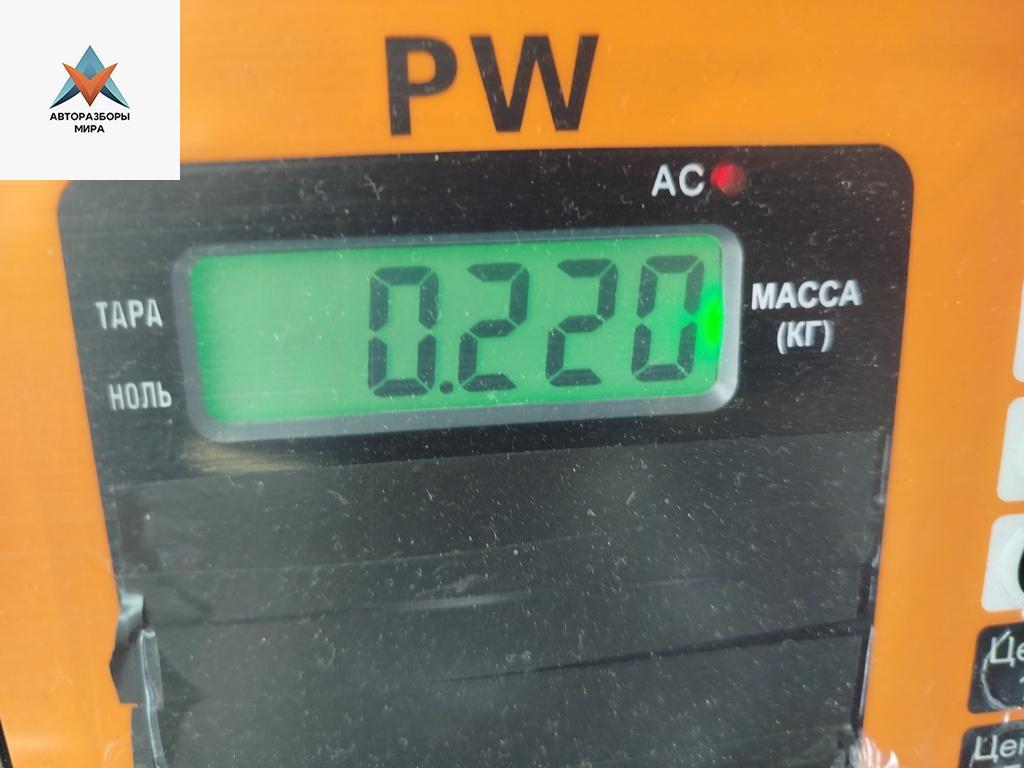 АВТОРАЗБОРЫ
МИРА
PW
AC
0.220
ТАРА
МАССА
(КГ)
НОЛЬ